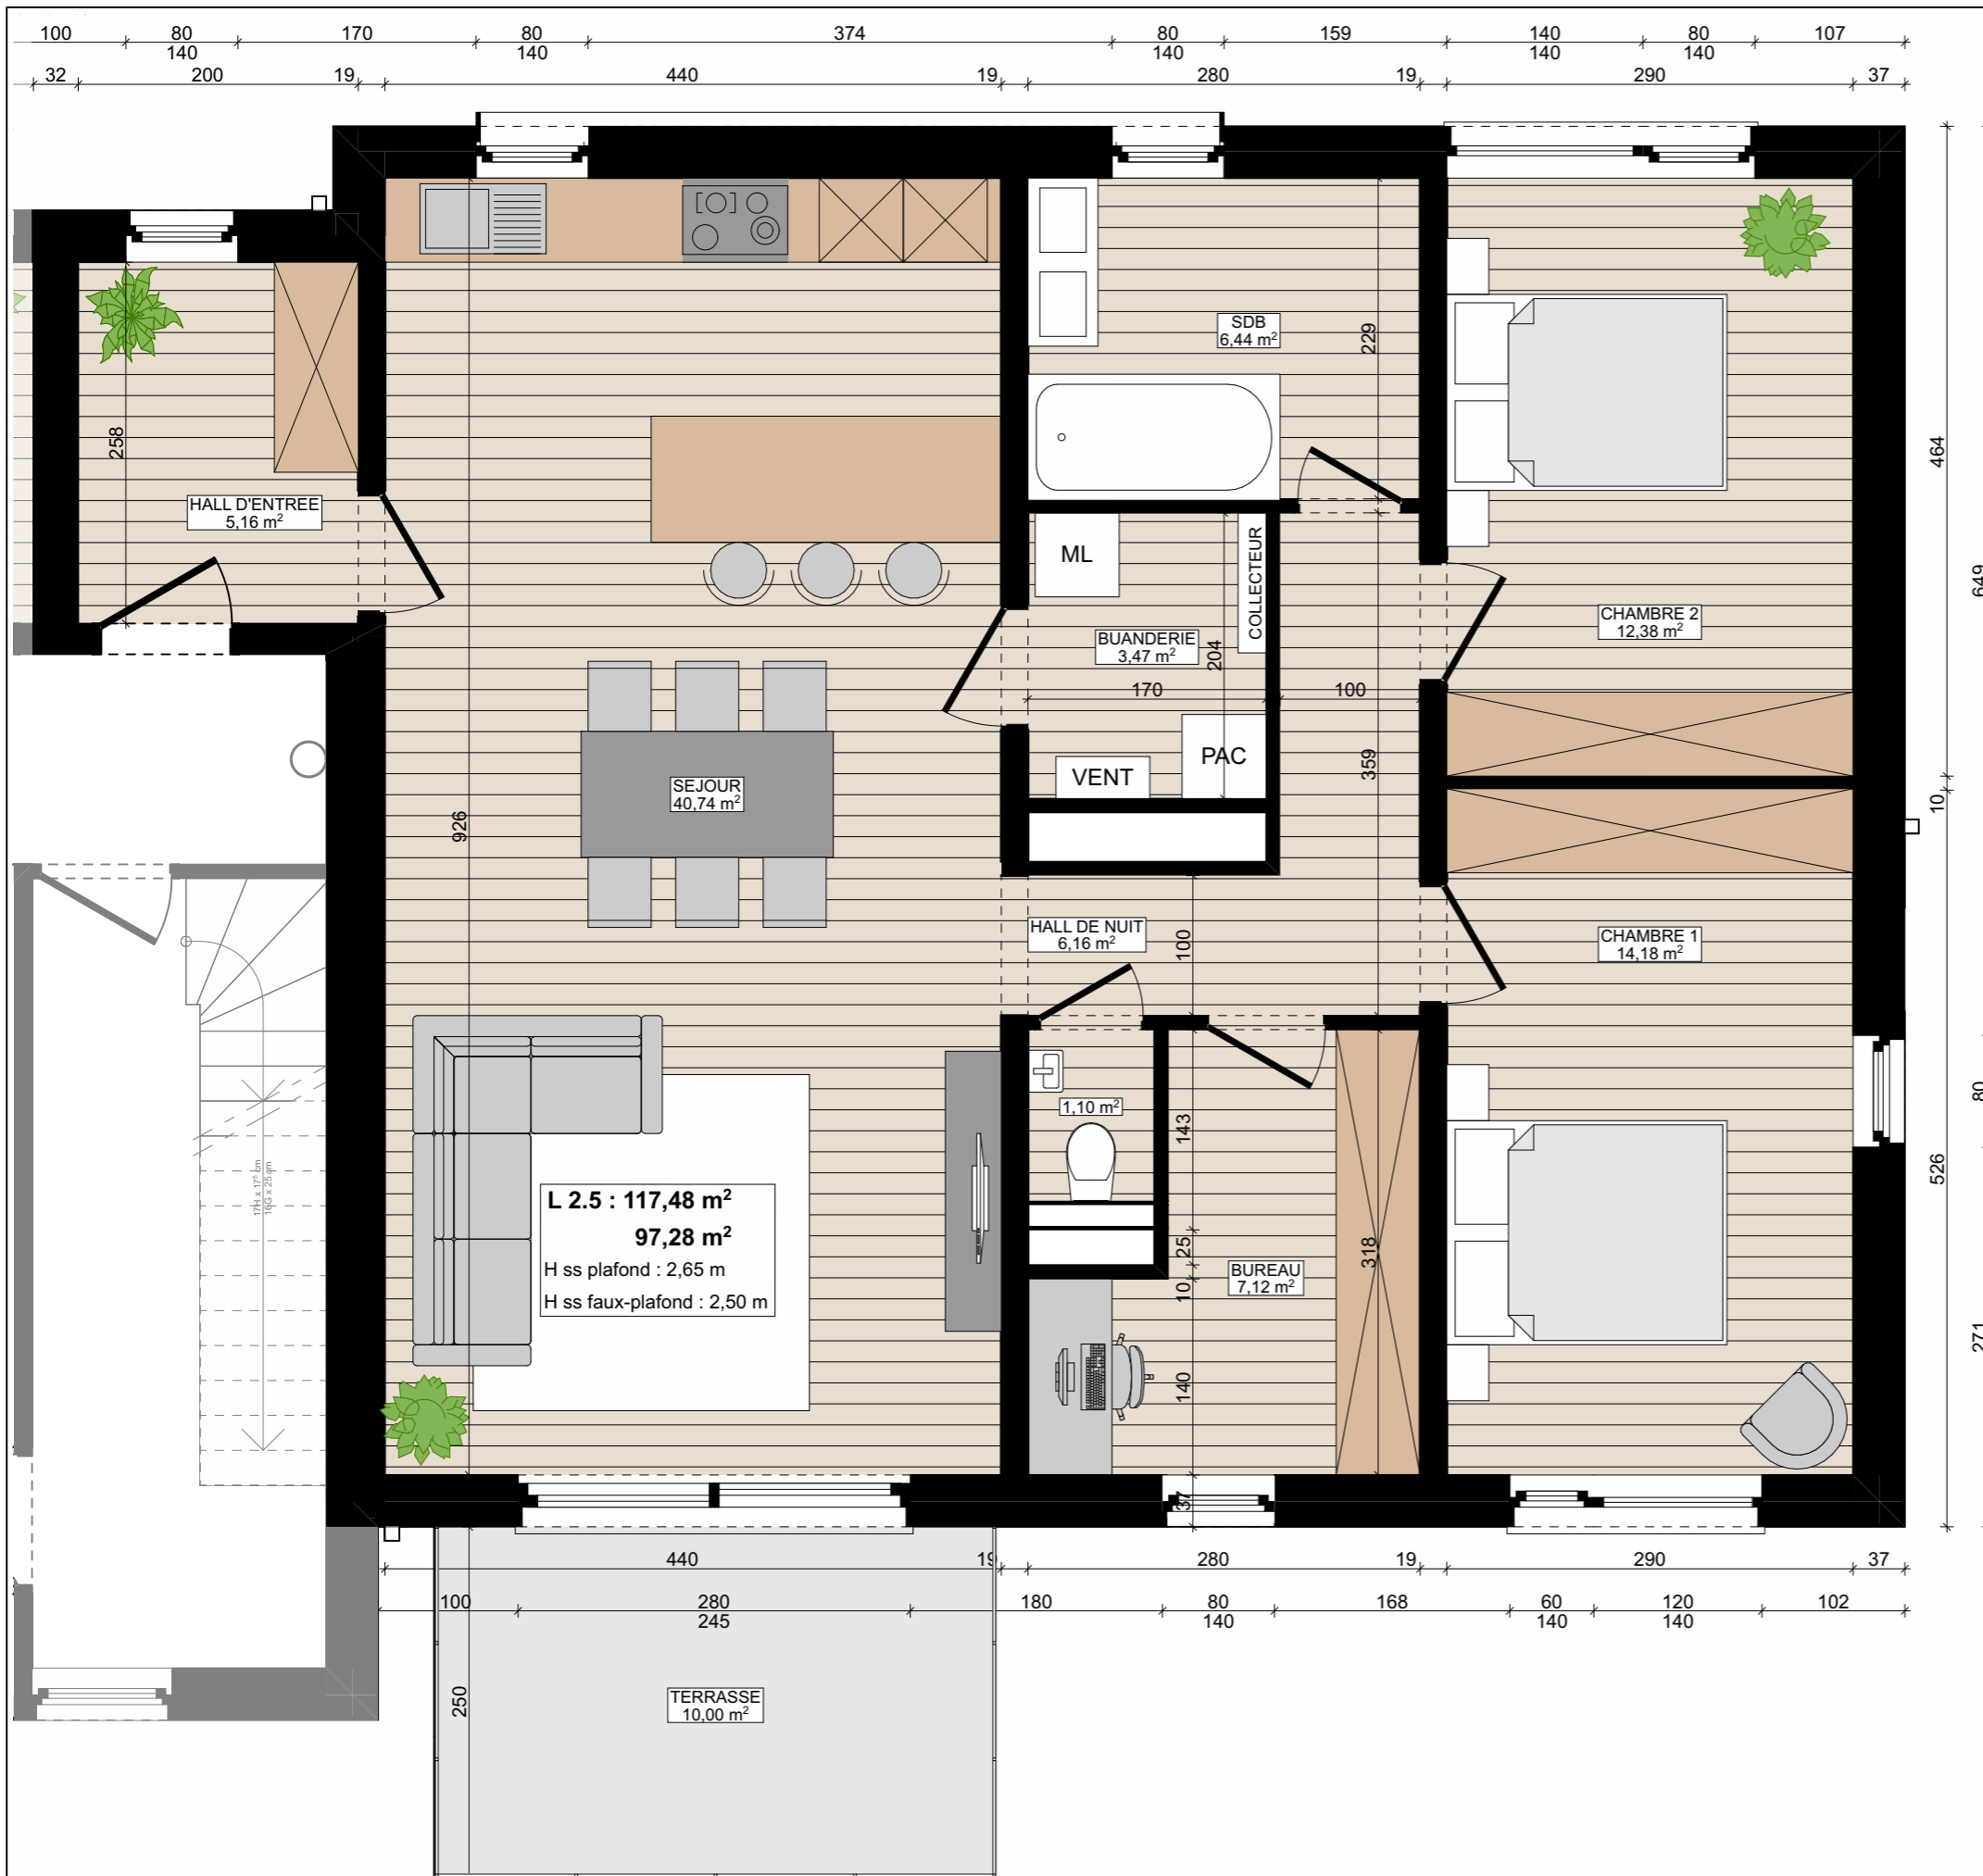 100 80 170 80 374 80 159 140 80 107
140 140 140 140 140
32 200 19 440 19 280 19 290 37
SDB
6,44 m²
229
258
464
HALL D'ENTREE
5,16 m²
ML
COLLECTEUR
649
CHAMBRE 2
12,38 m²
BUANDERIE
3,47 m²
204
170 100
VENT
PAC
359
SEJOUR
40,74 m²
926
10
HALL DE NUIT
6,16 m²
100
CHAMBRE 1
14,18 m²
80
1,10 m²
143
17H x 17⁵ cm
16G x 25 cm
526
L 2.5 : 117,48 m²
97,28 m²
H ss plafond : 2,65 m
H ss faux-plafond : 2,50 m
25
318
BUREAU
7,12 m²
10
271
140
37
440 19 280 19 290 37
100 280 180 80 168 60 120 102
245 140 140 140
250
TERRASSE
10,00 m²